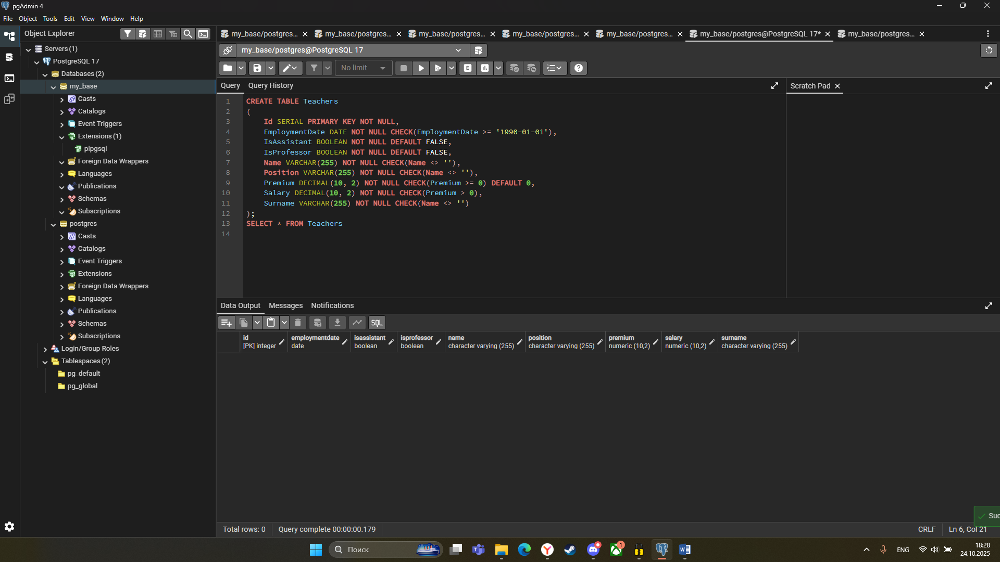 pgAdmin 4
File Object Tools Edit View Window Help
Object Explorer
my_base/postgres...
my_base/postgres...
my_base/postgres...
my_base/postgres...
my_base/postgres...
my_base/postgres@PostgreSQL 17*
my_base/postgres...
Servers (1)
PostgreSQL 17
Databases (2)
my_base
Casts
Catalogs
Event Triggers
Extensions (1)
plpgsql
Foreign Data Wrappers
Languages
Publications
Schemas
Subscriptions
postgres
Casts
Catalogs
Event Triggers
Extensions
Foreign Data Wrappers
Languages
Publications
Schemas
Subscriptions
Login/Group Roles
Tablespaces (2)
pg_default
pg_global
my_base/postgres@PostgreSQL 17
No limit
E
Query Query History
Scratch Pad
1 CREATE TABLE Teachers
2 (
3 Id SERIAL PRIMARY KEY NOT NULL,
4 EmploymentDate DATE NOT NULL CHECK(EmploymentDate >= '1990-01-01'),
5 IsAssistant BOOLEAN NOT NULL DEFAULT FALSE,
6 IsProfessor BOOLEAN NOT NULL DEFAULT FALSE,
7 Name VARCHAR(255) NOT NULL CHECK(Name <> ''),
8 Position VARCHAR(255) NOT NULL CHECK(Name <> ''),
9 Premium DECIMAL(10, 2) NOT NULL CHECK(Premium >= 0) DEFAULT 0,
10 Salary DECIMAL(10, 2) NOT NULL CHECK(Premium > 0),
11 Surname VARCHAR(255) NOT NULL CHECK(Name <> '')
12 );
13 SELECT * FROM Teachers
14
Data Output Messages Notifications
SQL
id
[PK] integer
employmentdate
date
isassistant
boolean
isprofessor
boolean
name
character varying (255)
position
character varying (255)
premium
numeric (10,2)
salary
numeric (10,2)
surname
character varying (255)
Suc
Total rows: 0
Query complete 00:00:00.179
CRLF
Ln 6, Col 21
Поиск
1
ENG
18:28
24.10.2025